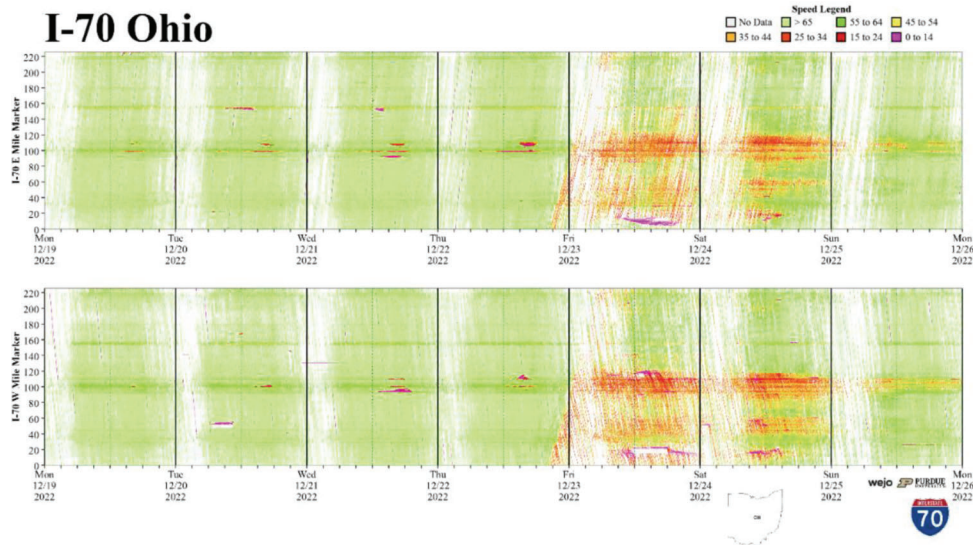 I-70 Ohio
Speed Legend
No Data
> 65
55 to 64
45 to 54
35 to 44
25 to 34
15 to 24
0 to 14
I-70 E Mile Marker
220
200
180
160
140
120
100
80
60
40
20
0
Mon Tue Wed Thu Fri Sat Sun Mon
12/19 12/20 12/21 12/22 12/23 12/24 12/25 12/26
2022 2022 2022 2022 2022 2022 2022 2022
I-70 W Mile Marker
220
200
180
160
140
120
100
80
60
40
20
0
Mon Tue Wed Thu Fri Sat Sun Mon
12/19 12/20 12/21 12/22 12/23 12/24 12/25 12/26
2022 2022 2022 2022 2022 2022 2022 2022
wejo PURDUE UNIVERSITY
OH
INTERSTATE
70